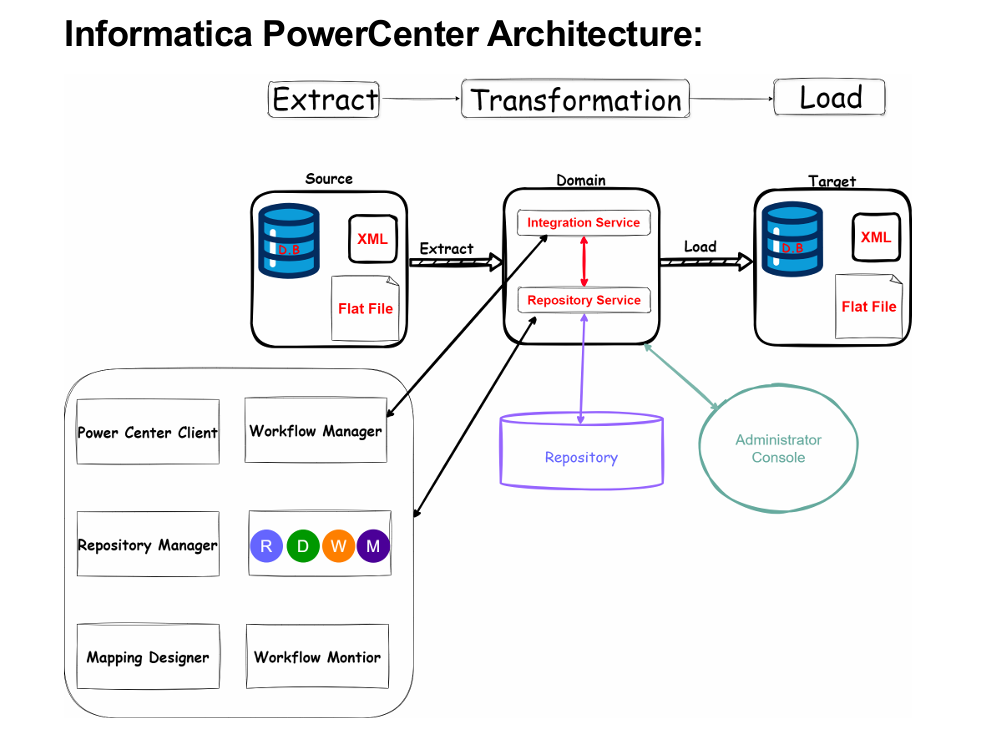 Informatica PowerCenter Architecture:
Extract
Transformation
Load
Source
Domain
Target
D.B
XML
Flat File
Extract
Integration Service
Repository Service
Load
D.B
XML
Flat File
Power Center Client
Workflow Manager
Repository Manager
R D W M
Mapping Designer
Workflow Montior
Repository
Administrator
Console